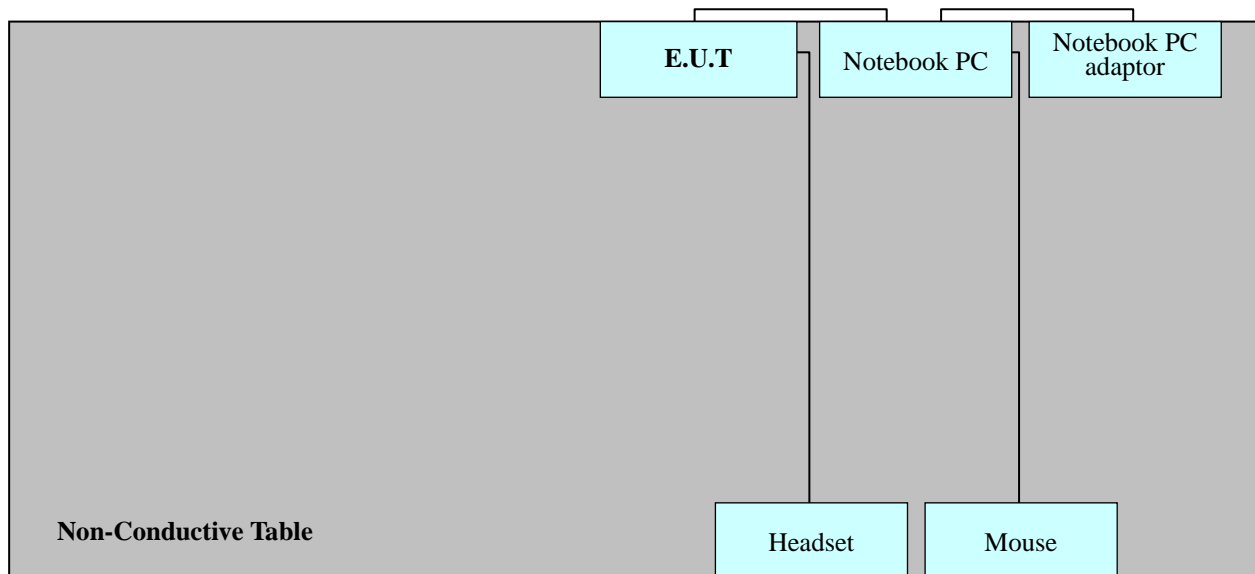 E.U.T
Notebook PC
Notebook PC
adaptor
Non-Conductive Table
Headset
Mouse